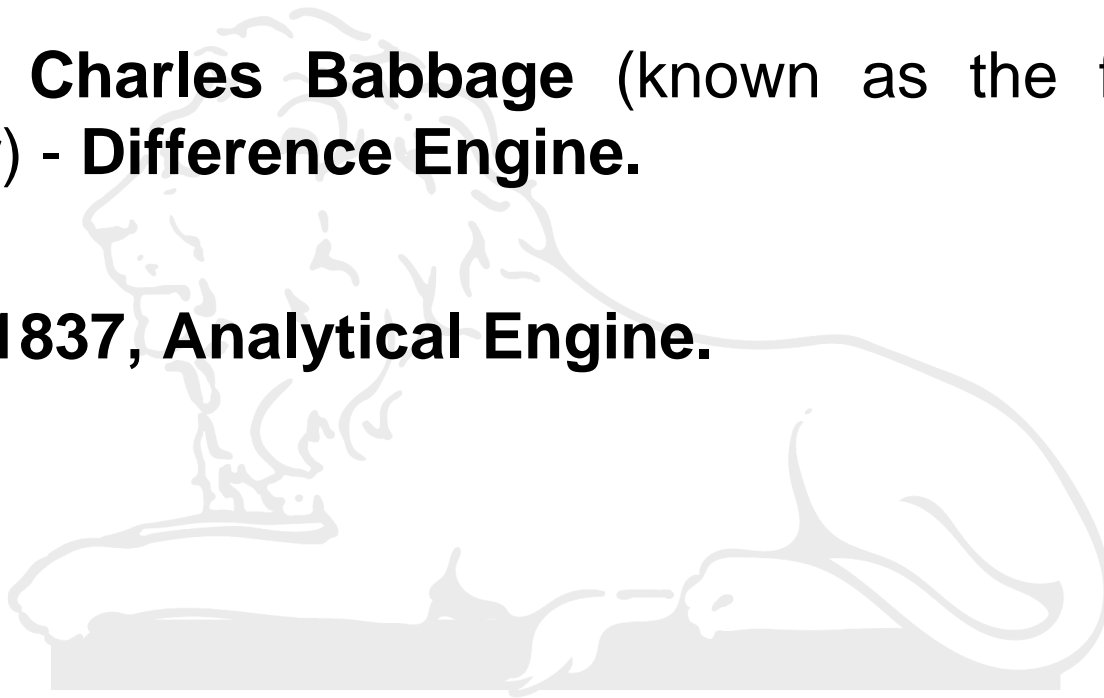 Charles Babbage (known as the
) - Difference Engine.
1837, Analytical Engine.